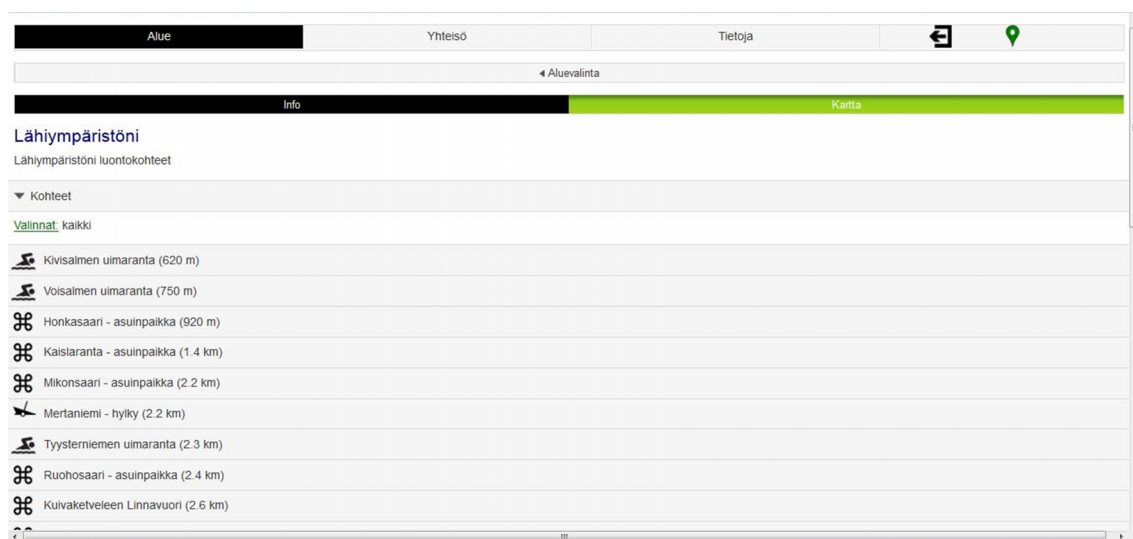 Alue Yhteisö Tietoja
Aluevalinta
Info Kartta
Lähiympäristöni
Lähiympäristöni luontokohteet
Kohteet
Valinnat: kaikki
Kivisalmen uimaranta (620 m)
Voisalmen uimaranta (750 m)
Honkasaari - asuinpaikka (920 m)
Kaislaranta - asuinpaikka (1.4 km)
Mikonsaari - asuinpaikka (2.2 km)
Mertaniemi - hylky (2.2 km)
Tyysterniemen uimaranta (2.3 km)
Ruohosaari - asuinpaikka (2.4 km)
Kuivaketveleen Linnavuori (2.6 km)